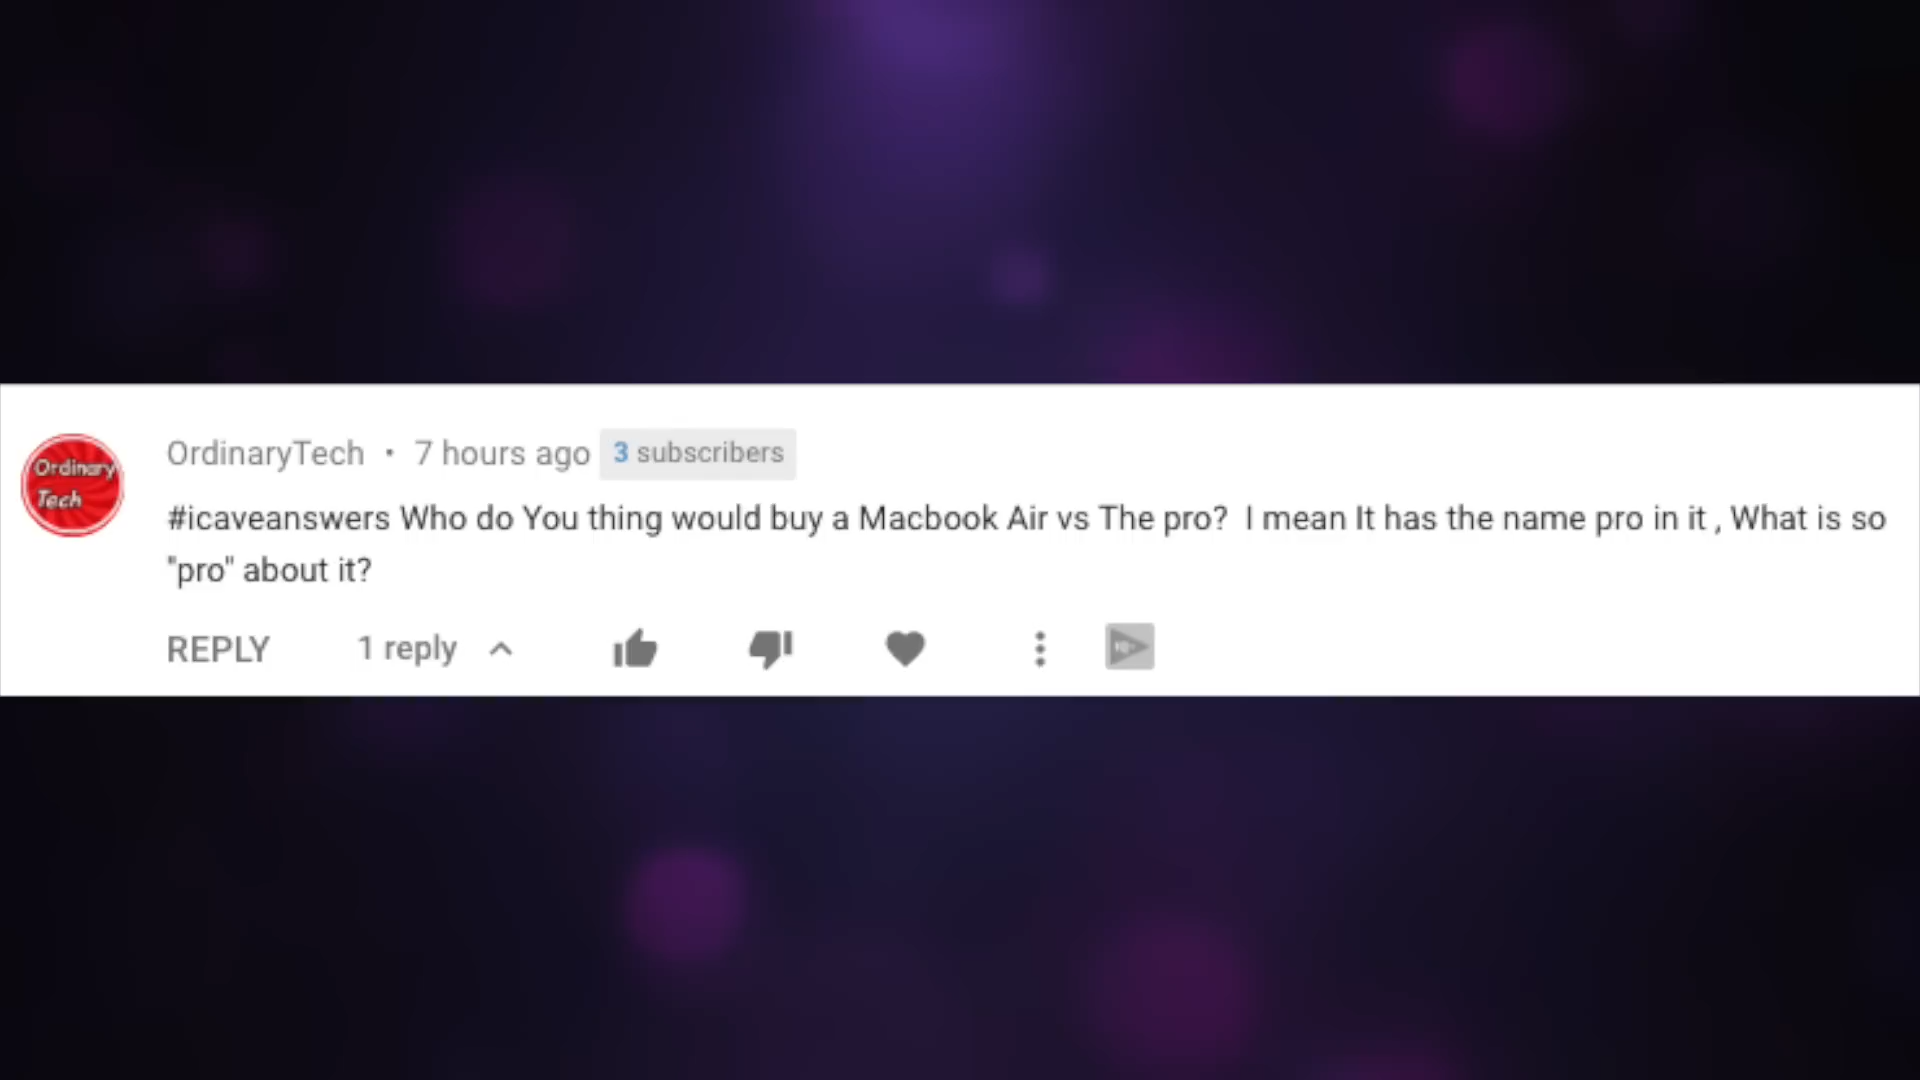 Ordinary
Tech
OrdinaryTech • 7 hours ago 3 subscribers
#icaveanswers Who do You thing would buy a Macbook Air vs The pro?  I mean It has the name pro in it , What is so
"pro" about it?
REPLY 1 reply